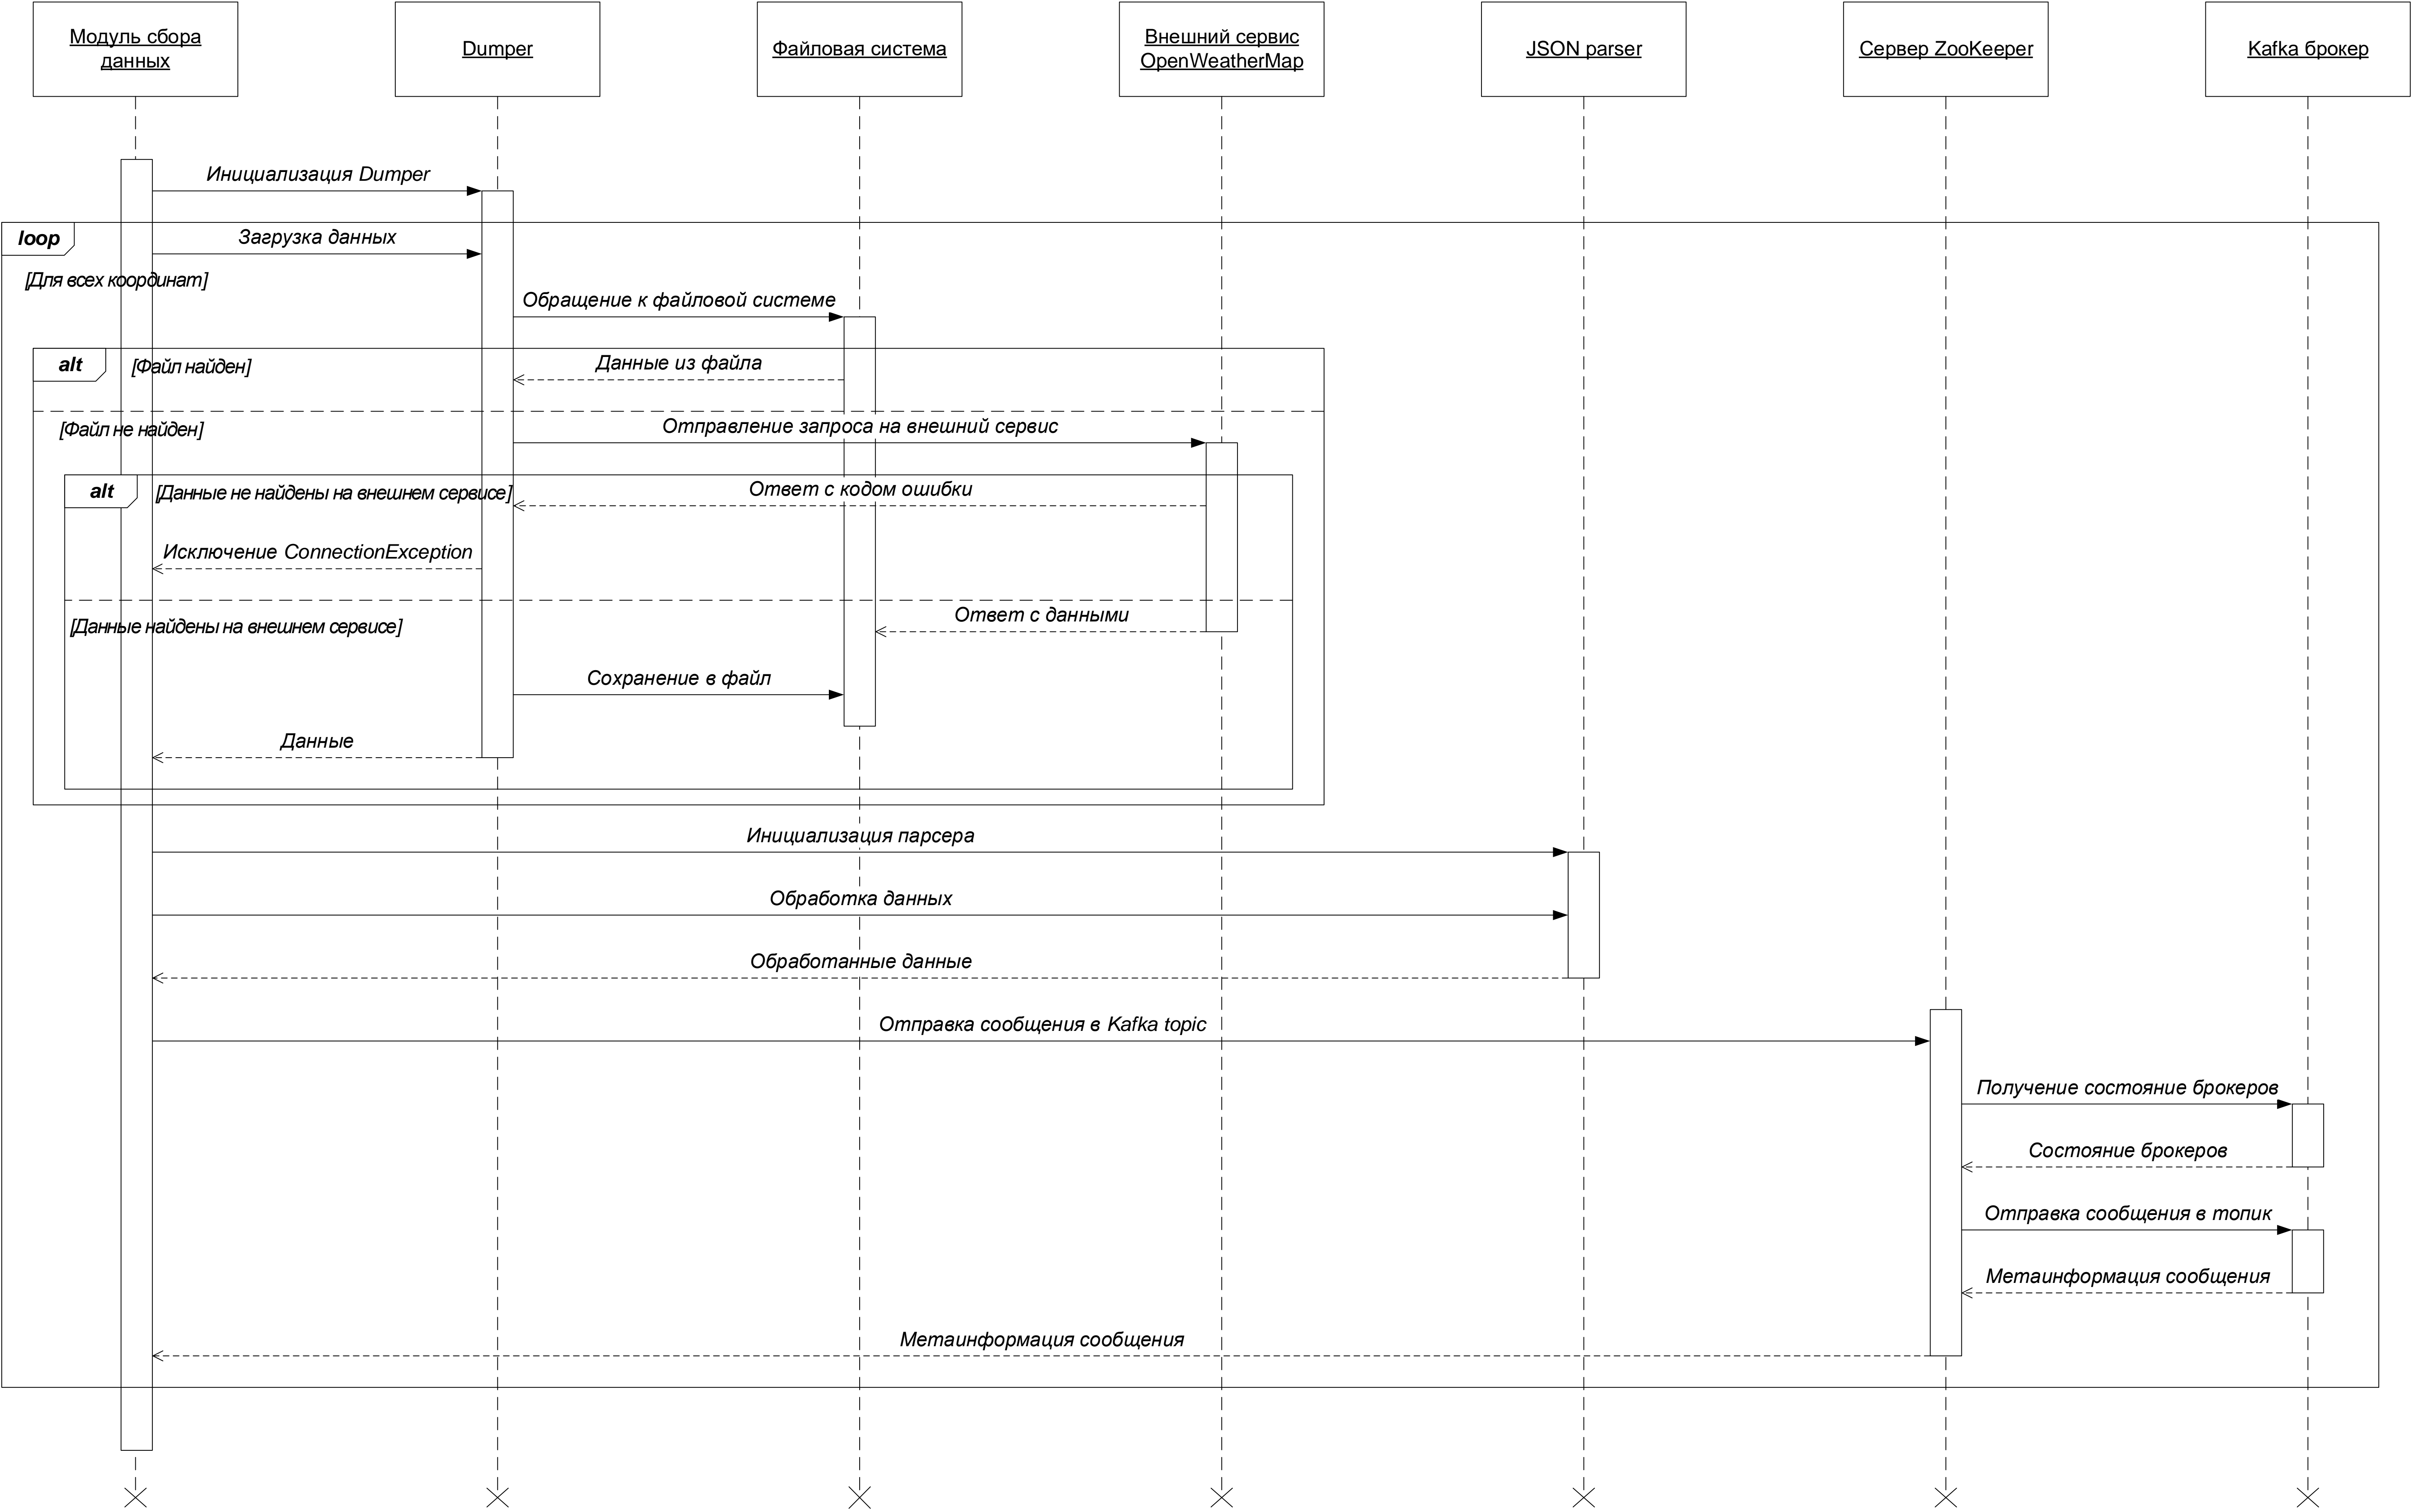 Модуль сбора
данных
Dumper
Файловая система
Внешний сервис
OpenWeatherMap
JSON parser
Сервер ZooKeeper
Kafka брокер
Инициализация Dumper
loop
Загрузка данных
[Для всех координат]
Обращение к файловой системе
alt
[Файл найден]
Данные из файла
[Файл не найден]
Отправление запроса на внешний сервис
alt
[Данные не найдены на внешнем сервисе]
Ответ с кодом ошибки
Исключение ConnectionException
[Данные найдены на внешнем сервисе]
Ответ с данными
Сохранение в файл
Данные
Инициализация парсера
Обработка данных
Обработанные данные
Отправка сообщения в Kafka topic
Получение состояние брокеров
Состояние брокеров
Отправка сообщения в топик
Метаинформация сообщения
Метаинформация сообщения